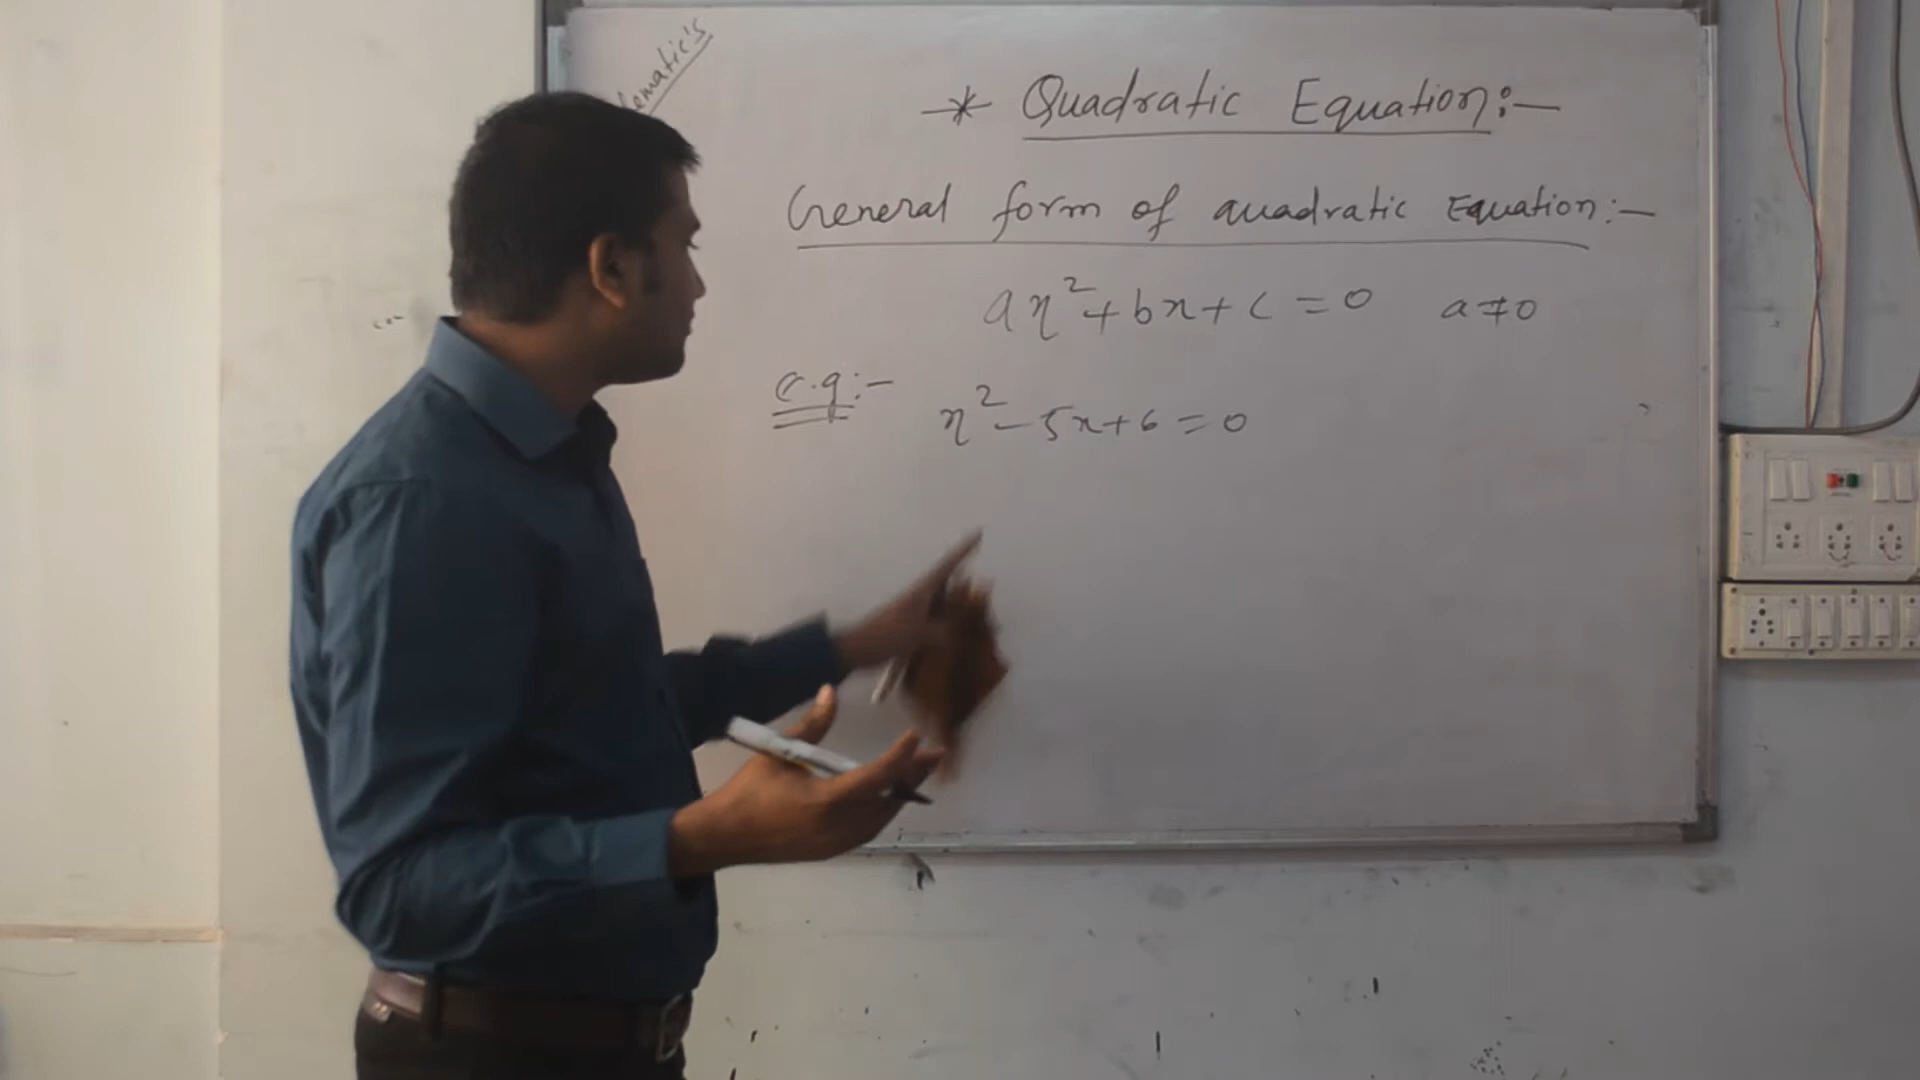 -* Quadratic Equation:-
General form of quadratic Equation:-
ax²+bx+c=0 a≠0
e.g:- x²-5x+6=0